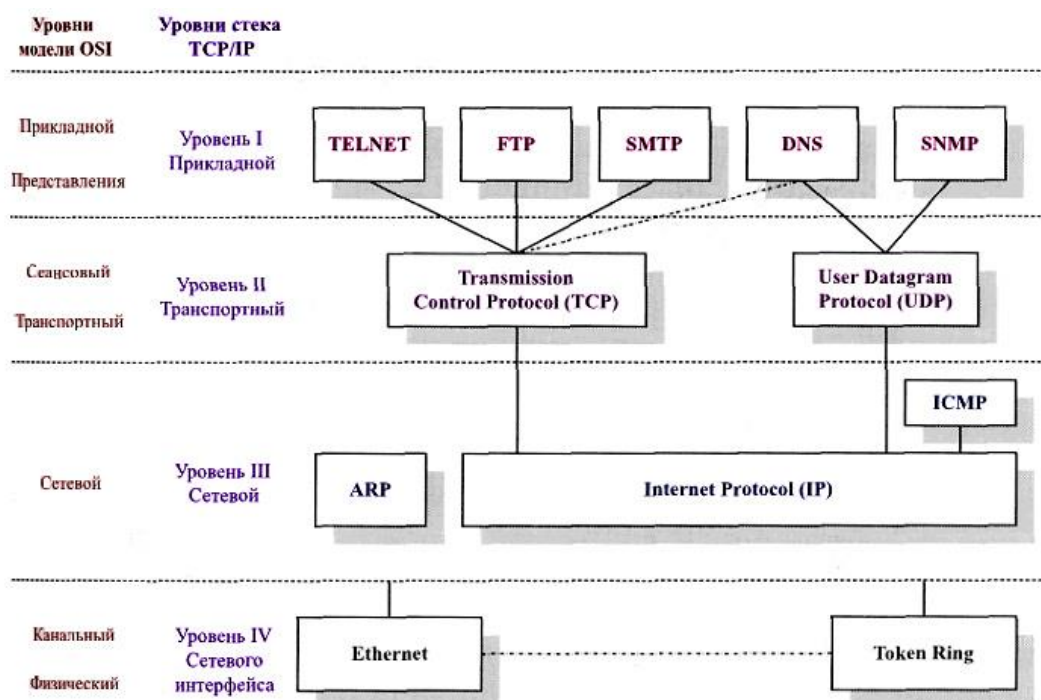 Уровни
модели OSI
Уровни стека
TCP/IP
Прикладной
Представления
Уровень I
Прикладной
TELNET
FTP
SMTP
DNS
SNMP
Сеансовый
Транспортный
Уровень II
Транспортный
Transmission
Control Protocol (TCP)
User Datagram
Protocol (UDP)
Сетевой
Уровень III
Сетевой
ARP
Internet Protocol (IP)
ICMP
Канальный
Физический
Уровень IV
Сетевого
интерфейса
Ethernet
Token Ring